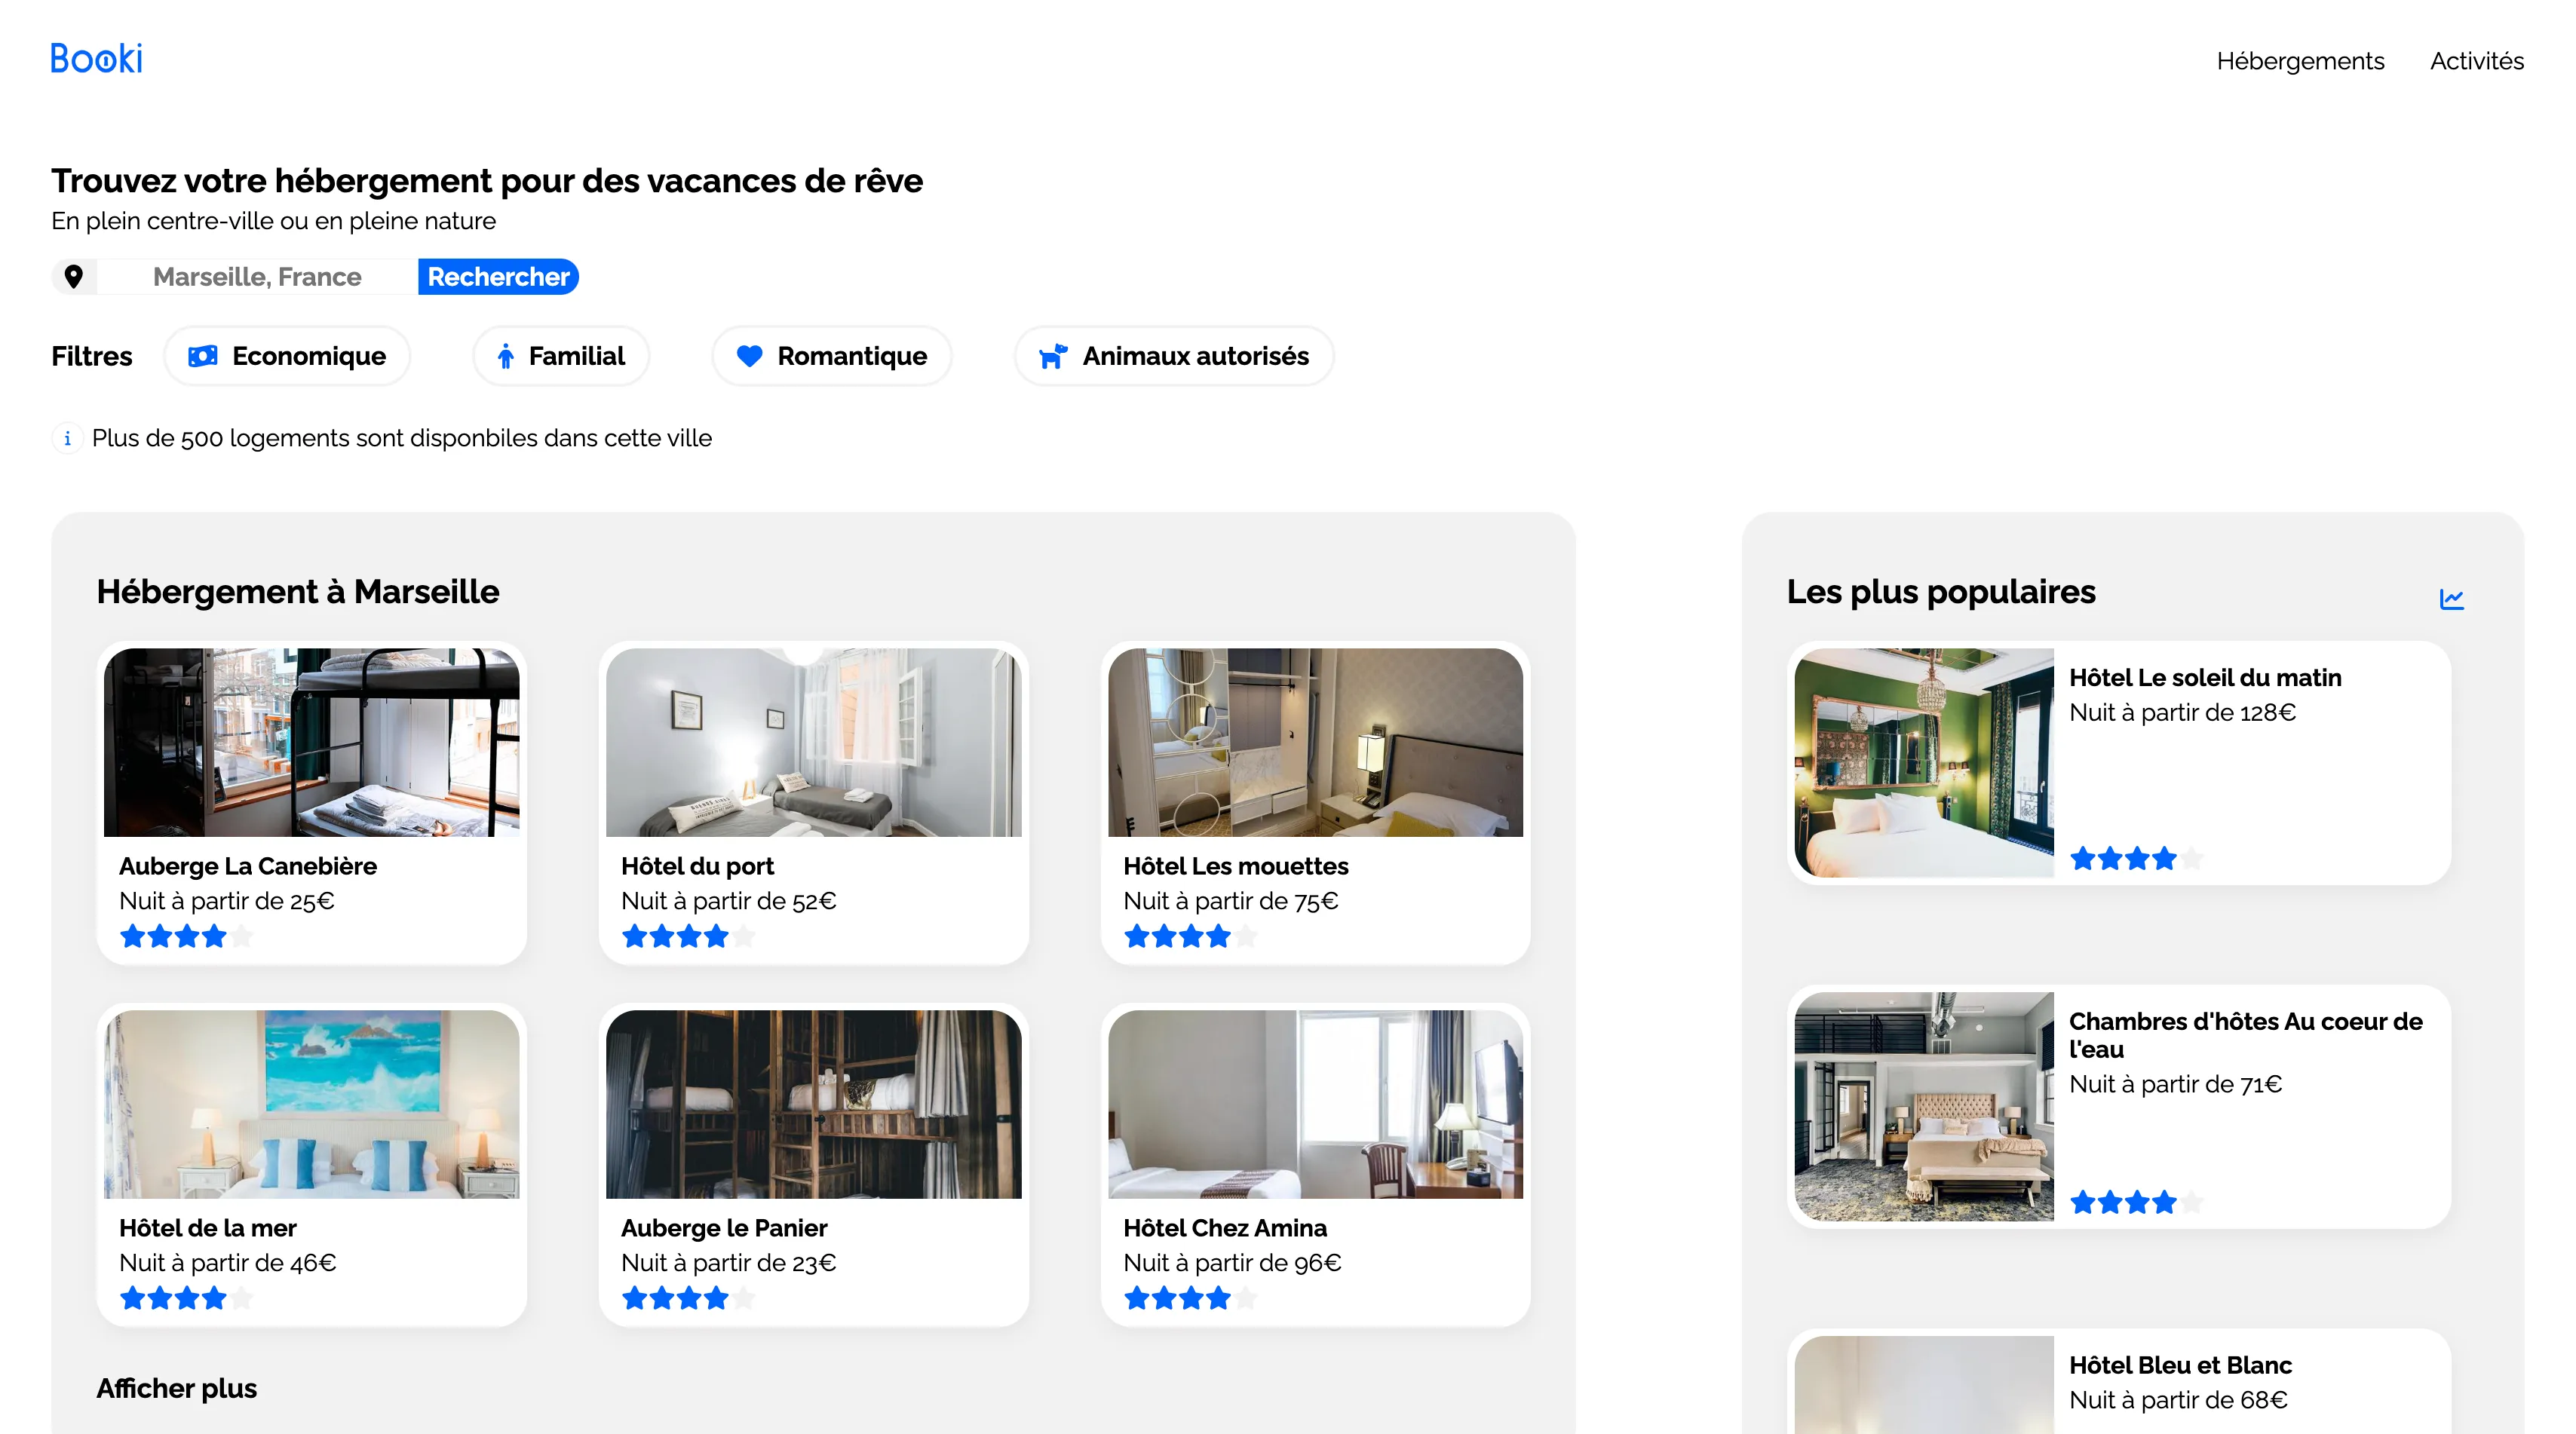 Booki
Hébergements
Activités
Trouvez votre hébergement pour des vacances de rêve
En plein centre-ville ou en pleine nature
Marseille, France
Rechercher
Filtres
Economique
Familial
Romantique
Animaux autorisés
Plus de 500 logements sont disponbiles dans cette ville
Hébergement à Marseille
Auberge La Canebière
Nuit à partir de 25€
Hôtel du port
Nuit à partir de 52€
Hôtel Les mouettes
Nuit à partir de 75€
Hôtel de la mer
Nuit à partir de 46€
Auberge le Panier
Nuit à partir de 23€
Hôtel Chez Amina
Nuit à partir de 96€
Afficher plus
Les plus populaires
Hôtel Le soleil du matin
Nuit à partir de 128€
Chambres d'hôtes Au coeur de
l'eau
Nuit à partir de 71€
Hôtel Bleu et Blanc
Nuit à partir de 68€